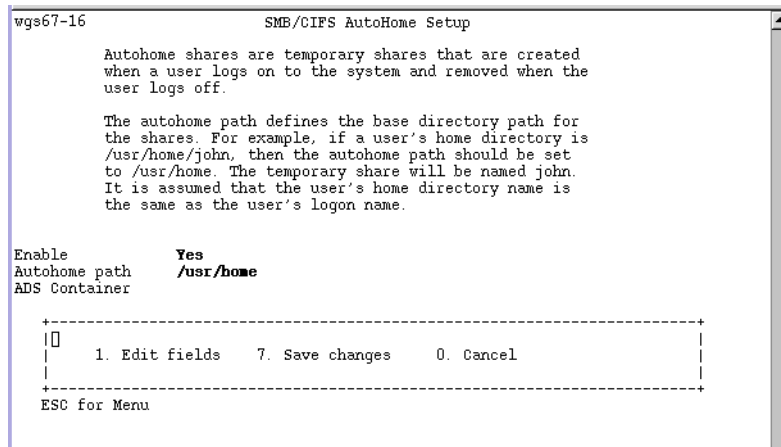 wgs67-16 SMB/CIFS AutoHome Setup
Autohome shares are temporary shares that are created
when a user logs on to the system and removed when the
user logs off.
The autohome path defines the base directory path for
the shares. For example, if a user's home directory is
/usr/home/john, then the autohome path should be set
to /usr/home. The temporary share will be named john.
It is assumed that the user's home directory name is
the same as the user's logon name.
Enable Yes
Autohome path /usr/home
ADS Container
1. Edit fields 7. Save changes 0. Cancel
ESC for Menu